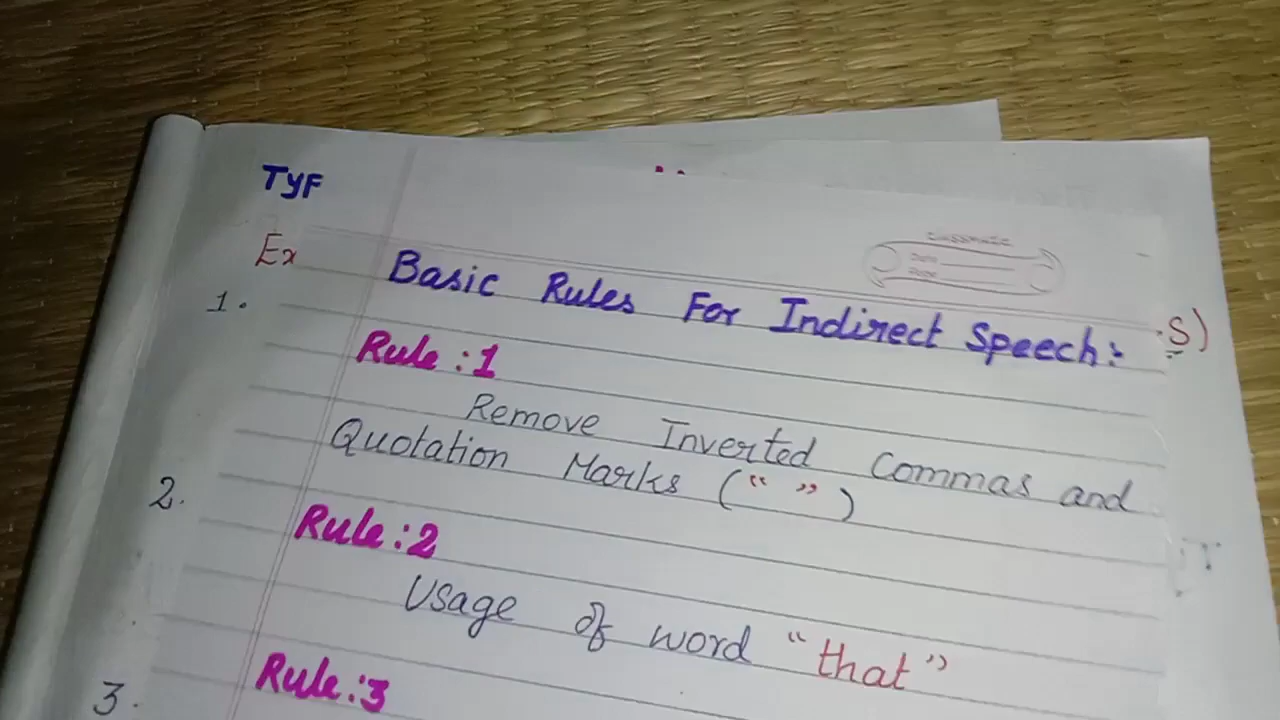 TYF
Ex
Basic Rules For Indirect Speech:
S)
1.
Rule:1
Remove Inverted Commas and
Quotation Marks (“ ”)
2.
Rule:2
Usage of word “that”
3.
Rule:3